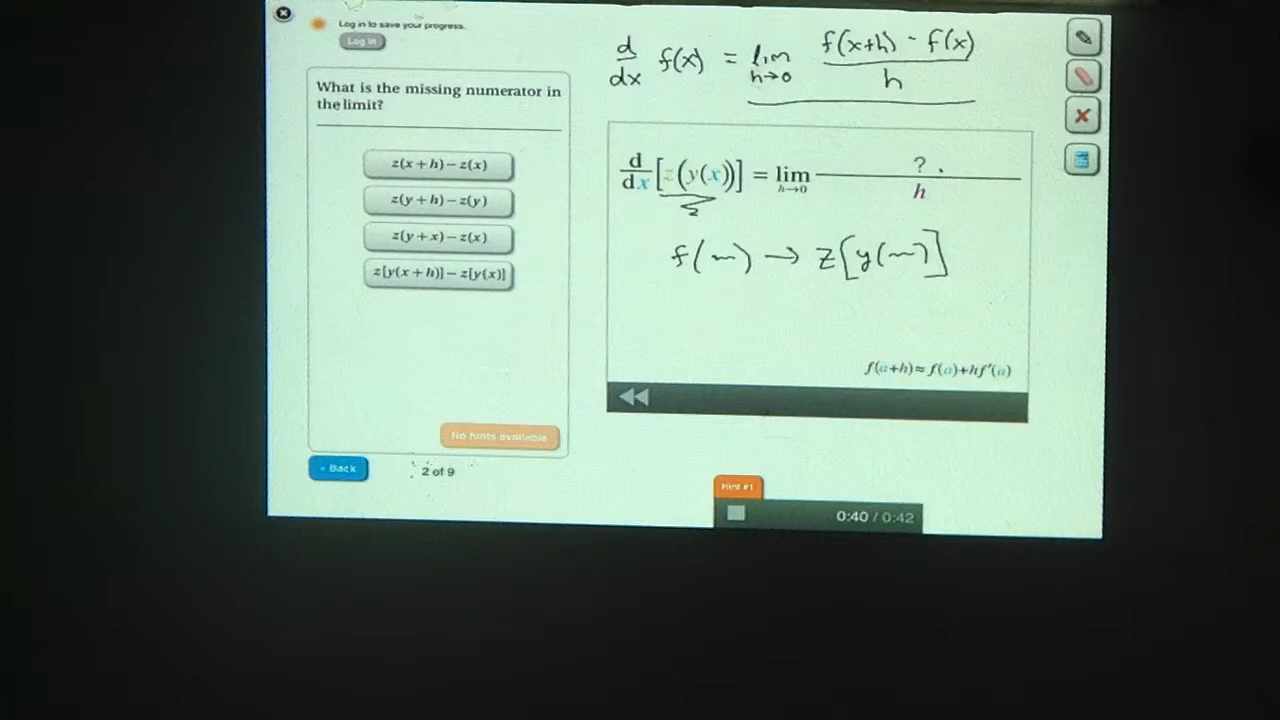 Log in to save your progress.
Log in
What is the missing numerator in
the limit?
z(x+h)−z(x)
z(y+h)−z(y)
z(y+x)−z(x)
z[y(x+h)]−z[y(x)]
No hints available
- Back
2 of 9
d/dx f(x) = lim h→0 f(x+h) - f(x) / h
d/dx [z(y(x))] = lim h→0 ? . / h
f(~) → z[y(~)]
f(a+h)≈f(a)+hf'(a)
Hint #1
0:40 / 0:42